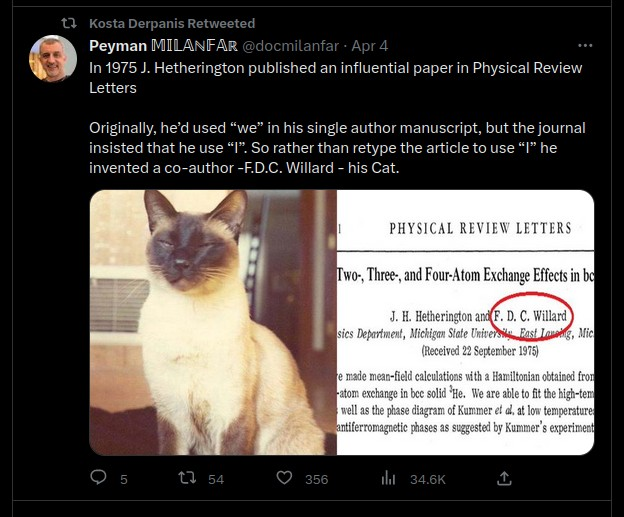 Kosta Derpanis Retweeted
Peyman 𝕄𝕀𝕃𝔸ℕ𝔽𝔸ℝ @docmilanfar · Apr 4
In 1975 J. Hetherington published an influential paper in Physical Review
Letters
Originally, he’d used “we” in his single author manuscript, but the journal
insisted that he use “I”. So rather than retype the article to use “I” he
invented a co-author -F.D.C. Willard - his Cat.
PHYSICAL REVIEW LETTERS
Two-, Three-, and Four-Atom Exchange Effects in bc
J. H. Hetherington and F. D. C. Willard
sics Department, Michigan State University, East Lansing, Mic
(Received 22 September 1975)
e made mean-field calculations with a Hamiltonian obtained fron
-atom exchange in bcc solid ³He. We are able to fit the high-tem
well as the phase diagram of Kummer et al. at low temperature
antiferromagnetic phases as suggested by Kummer's experiment
5 54 356 34.6K